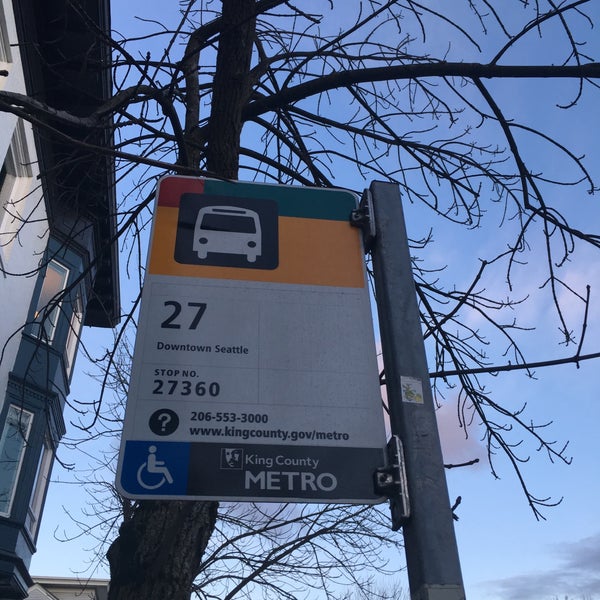 27
Downtown Seattle
STOP NO.
27360
?
206-553-3000
www.kingcounty.gov/metro
King County
METRO